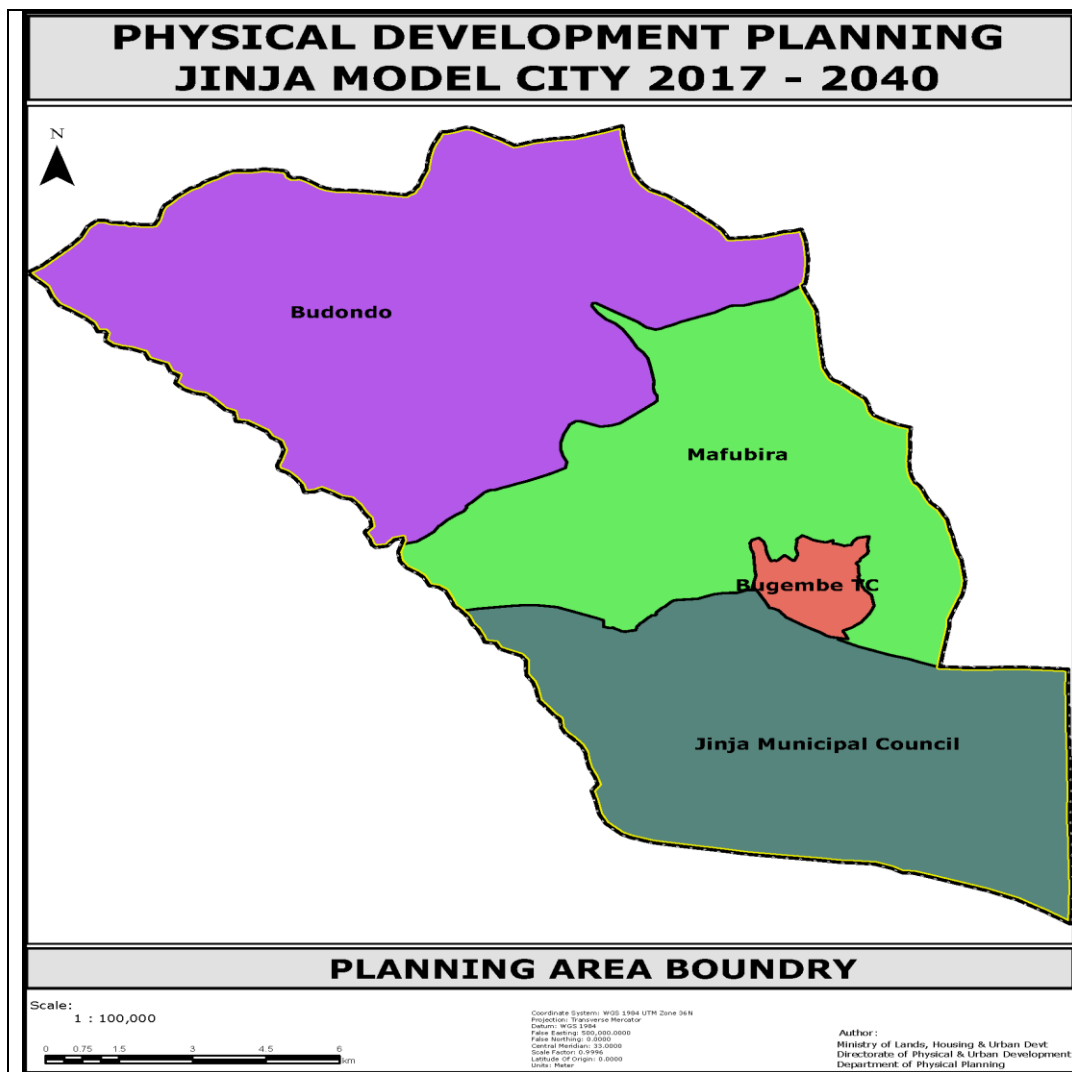 PHYSICAL DEVELOPMENT PLANNING
JINJA MODEL CITY 2017 - 2040
N
Budondo
Mafubira
Bugembe TC
Jinja Municipal Council
PLANNING AREA BOUNDRY
Scale:
1 : 100,000
0 0.75 1.5 3 4.5 6
km
Coordinate System: WGS 1984 UTM Zone 36N
Projection: Transverse Mercator
Datum: WGS 1984
False Easting: 500,000.0000
False Northing: 0.0000
Central Meridian: 33.0000
Scale Factor: 0.9996
Latitude Of Origin: 0.0000
Units: Meter
Author:
Ministry of Lands, Housing & Urban Devt
Directorate of Physical & Urban Development
Department of Physical Planning